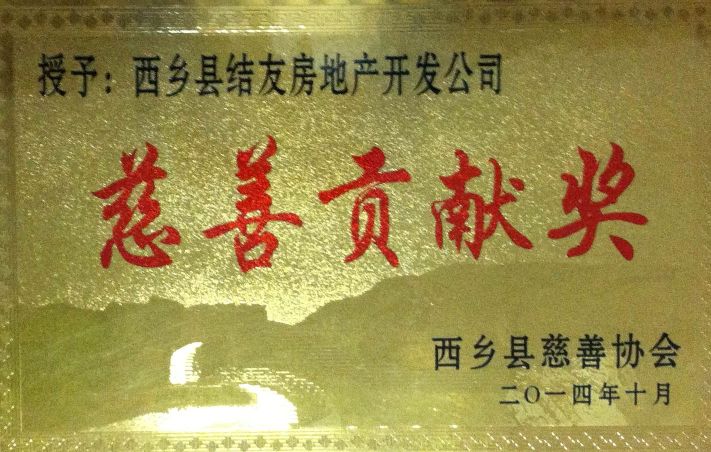 授予：西乡县结友房地产开发公司
慈善贡献奖
西乡县慈善协会
二〇一四年十月